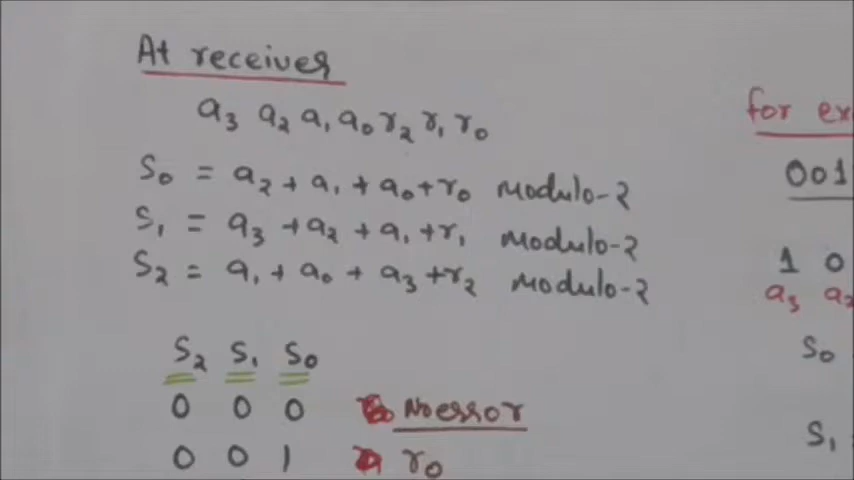 At receiver
a₃ a₂ a₁ a₀ r₂ r₁ r₀
S₀ = a₂ + a₁ + a₀ + r₀ modulo-2
S₁ = a₃ + a₂ + a₁ + r₁ modulo-2
S₂ = a₁ + a₀ + a₃ + r₂ modulo-2
S₂ S₁ S₀
0 0 0 No error
0 0 1 r₀
for ex
001
1 0
a₃ a₂
S₀
S₁